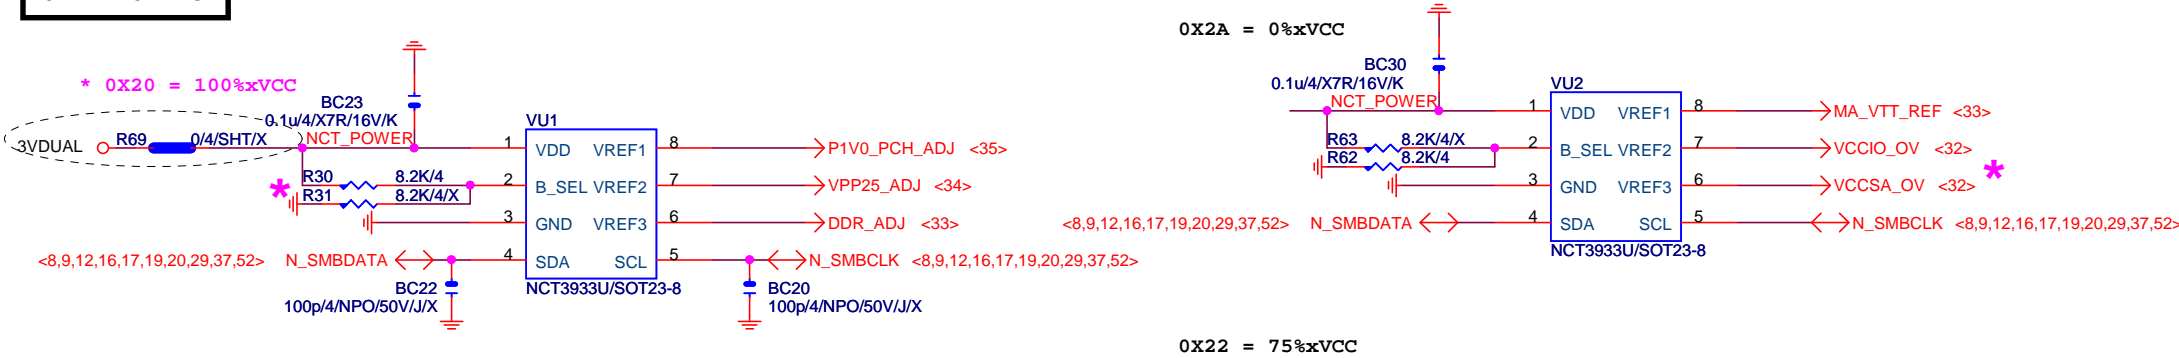 * 0X20 = 100%xVCC
BC23
0.1u/4/X7R/16V/K
3VDUAL
R69
0/4/SHT/X
NCT_POWER
VU1
1
VDD
VREF1
8
P1V0_PCH_ADJ <35>
*
R30
8.2K/4
2
B_SEL
VREF2
7
VPP25_ADJ <34>
R31
8.2K/4/X
3
GND
VREF3
6
DDR_ADJ <33>
<8,9,12,16,17,19,20,29,37,52>
N_SMBDATA
4
SDA
SCL
5
N_SMBCLK <8,9,12,16,17,19,20,29,37,52>
NCT3933U/SOT23-8
BC22
100p/4/NPO/50V/J/X
BC20
100p/4/NPO/50V/J/X
0X2A = 0%xVCC
BC30
0.1u/4/X7R/16V/K
NCT_POWER
VU2
1
VDD
VREF1
8
MA_VTT_REF <33>
R63
8.2K/4/X
2
B_SEL
VREF2
7
VCCIO_OV <32>
R62
8.2K/4
3
GND
VREF3
6
VCCSA_OV <32>
*
<8,9,12,16,17,19,20,29,37,52>
N_SMBDATA
4
SDA
SCL
5
N_SMBCLK <8,9,12,16,17,19,20,29,37,52>
NCT3933U/SOT23-8
0X22 = 75%xVCC